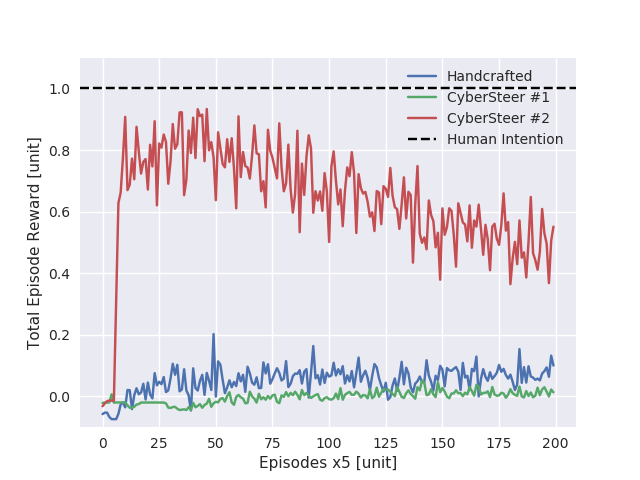 Handcrafted
CyberSteer #1
CyberSteer #2
Human Intention
1.0
0.8
0.6
0.4
0.2
0.0
Total Episode Reward [unit]
0
25
50
75
100
125
150
175
200
Episodes x5 [unit]